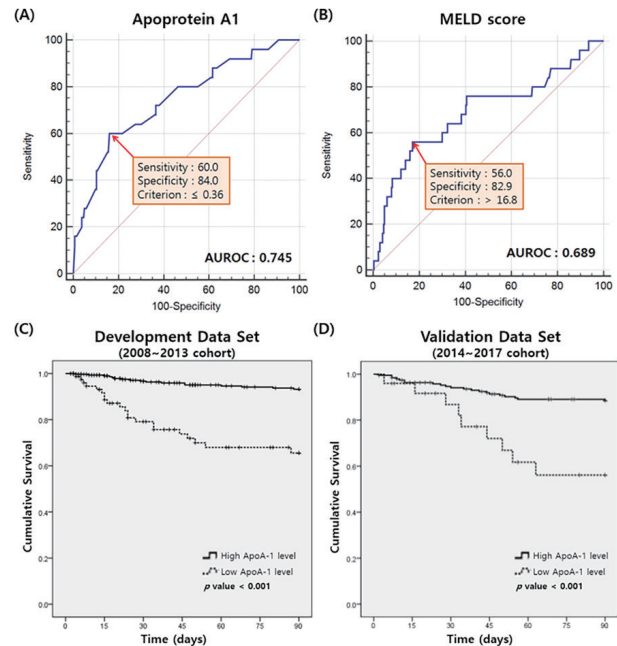 (A)
Apoprotein A1
100
80
60
40
20
0
Sensitivity
Sensitivity : 60.0
Specificity : 84.0
Criterion : ≤ 0.36
AUROC : 0.745
0 20 40 60 80 100
100-Specificity
(B)
MELD score
100
80
60
40
20
0
Sensitivity
Sensitivity : 56.0
Specificity : 82.9
Criterion : > 16.8
AUROC : 0.689
0 20 40 60 80 100
100-Specificity
(C)
Development Data Set
(2008~2013 cohort)
1.0
0.8
0.6
0.4
0.2
0.0
Cumulative Survival
High ApoA-1 level
Low ApoA-1 level
p value < 0.001
0 15 30 45 60 75 90
Time (days)
(D)
Validation Data Set
(2014~2017 cohort)
1.0
0.8
0.6
0.4
0.2
0.0
Cumulative Survival
High ApoA-1 level
Low ApoA-1 level
p value < 0.001
0 15 30 45 60 75 90
Time (days)